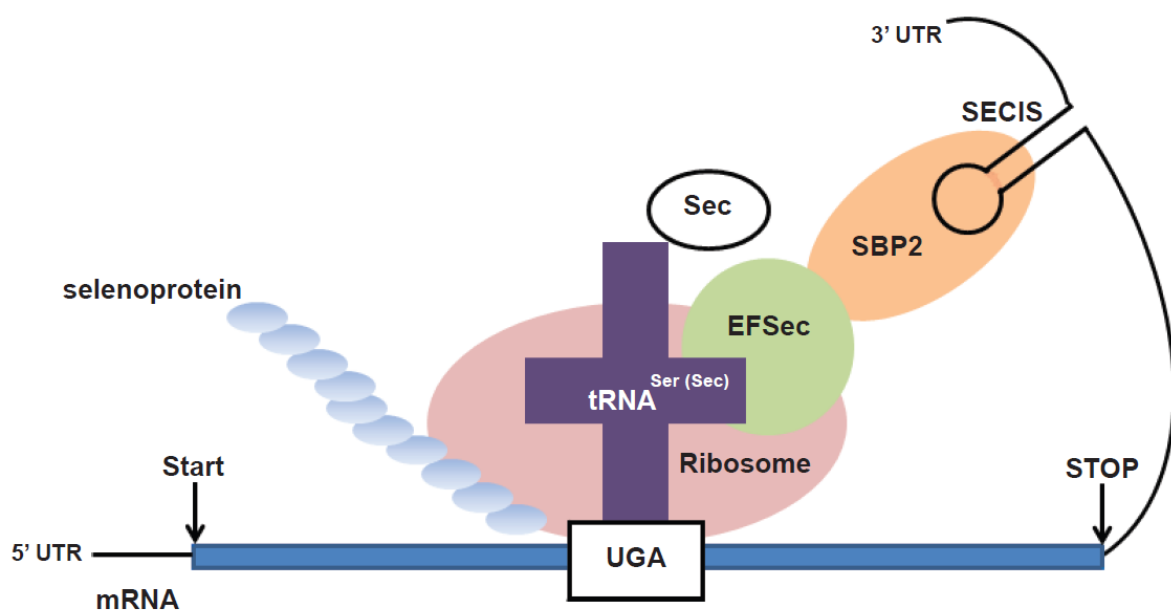 3’ UTR
SECIS
Sec
SBP2
selenoprotein
EFSec
tRNA Ser (Sec)
Ribosome
Start
STOP
5’ UTR
UGA
mRNA